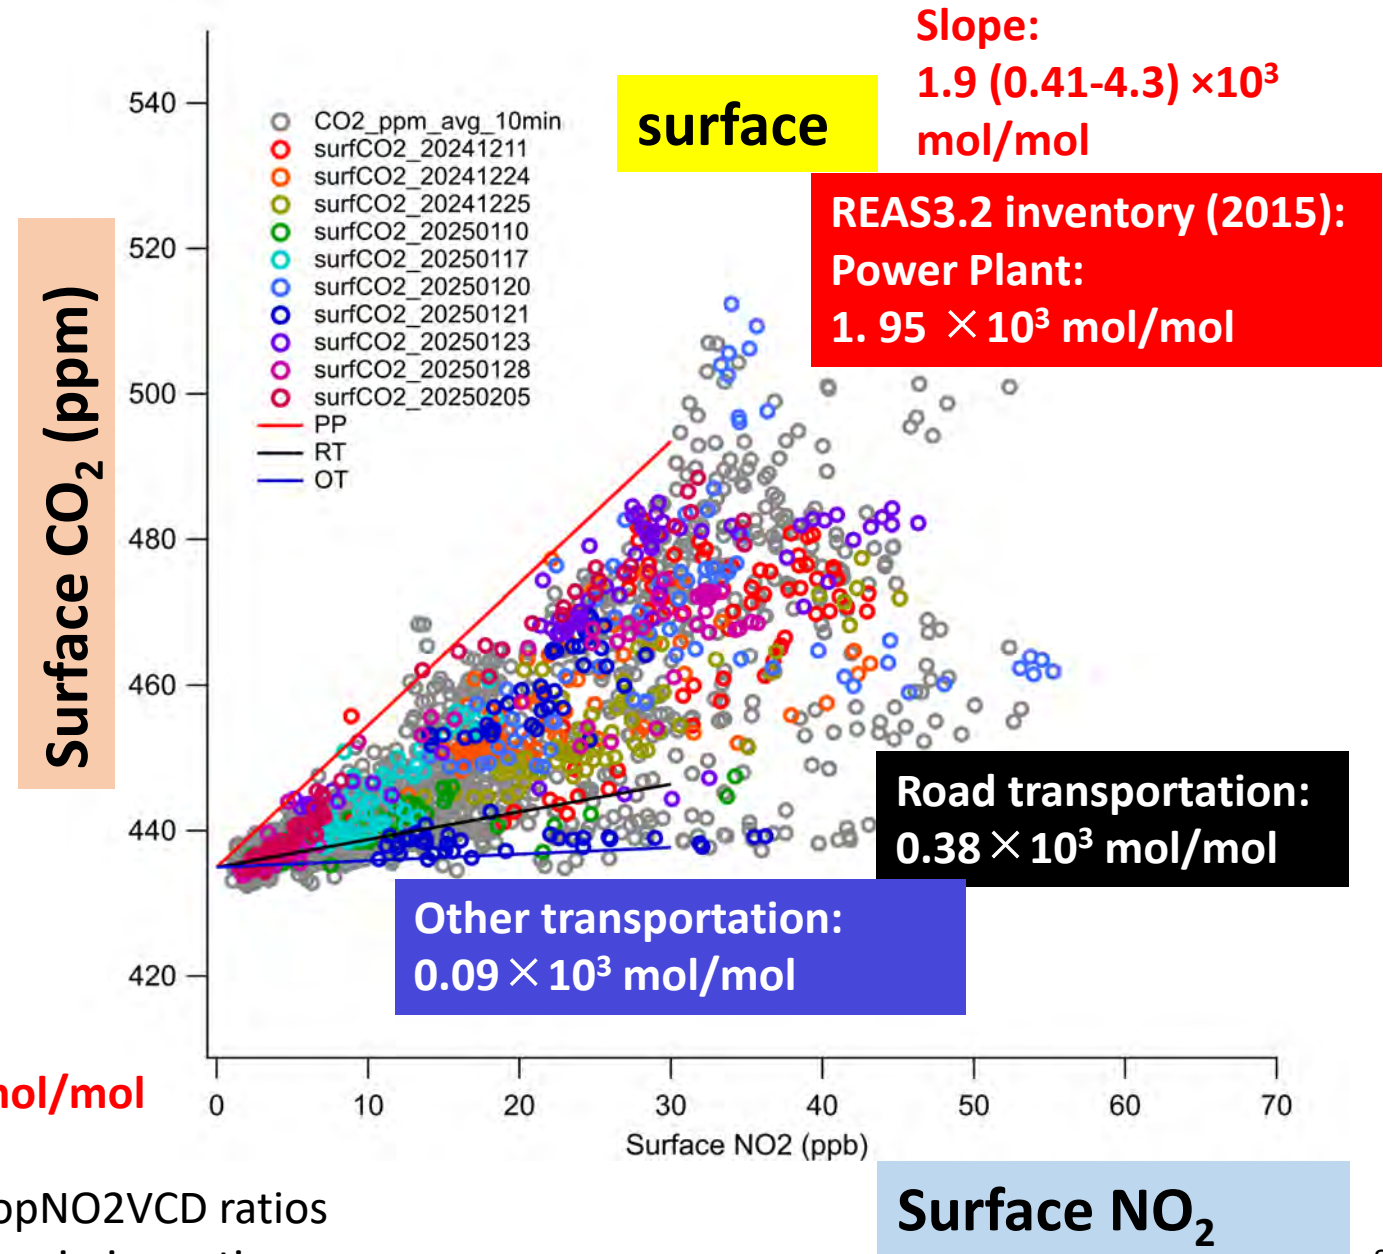 Slope:
1.9 (0.41-4.3) ×10³
mol/mol
surface
REAS3.2 inventory (2015):
Power Plant:
1. 95 ×10³ mol/mol
540
520
500
480
460
440
420
Surface CO₂ (ppm)
CO2_ppm_avg_10min
surfCO2_20241211
surfCO2_20241224
surfCO2_20241225
surfCO2_20250110
surfCO2_20250117
surfCO2_20250120
surfCO2_20250121
surfCO2_20250123
surfCO2_20250128
surfCO2_20250205
PP
RT
OT
Road transportation:
0.38×10³ mol/mol
Other transportation:
0.09×10³ mol/mol
0 10 20 30 40 50 60 70
Surface NO2 (ppb)
mol/mol
opNO2VCD ratios
Surface NO₂